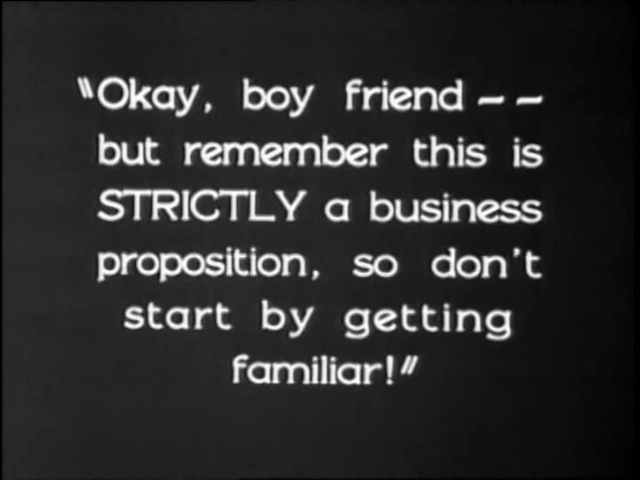 "Okay, boy friend -- 
but remember this is
STRICTLY a business
proposition, so don't
start by getting
familiar!"